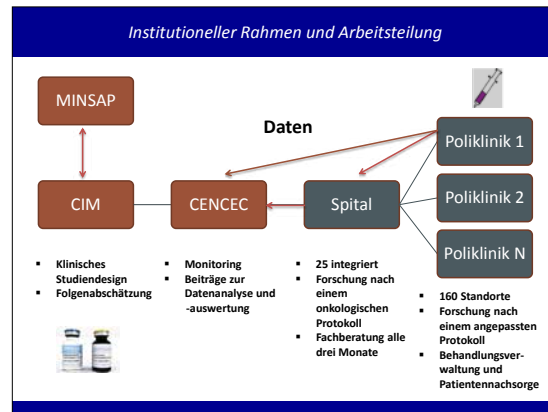 Institutioneller Rahmen und Arbeitsteilung
MINSAP
Daten
Poliklinik 1
CIM
CENCEC
Spital
Poliklinik 2
Poliklinik N
▪ Klinisches
Studiendesign
▪ Folgenabschätzung
▪ Monitoring
▪ Beiträge zur
Datenanalyse und
-auswertung
▪ 25 integriert
▪ Forschung nach
einem
onkologischen
Protokoll
▪ Fachberatung alle
drei Monate
▪ 160 Standorte
▪ Forschung nach
einem angepassten
Protokoll
▪ Behandlungsver-
waltung und
Patientennachsorge